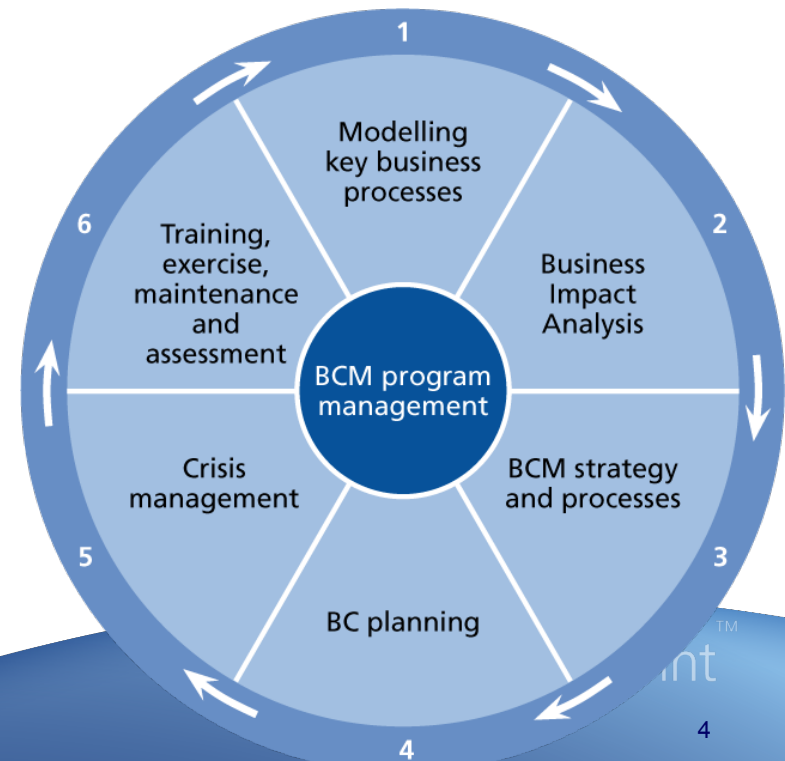 1
Modelling
key business
processes
2
Business
Impact
Analysis
3
BCM strategy
and processes
4
BC planning
5
Crisis
management
6
Training,
exercise,
maintenance
and
assessment
BCM program
management
TM
4